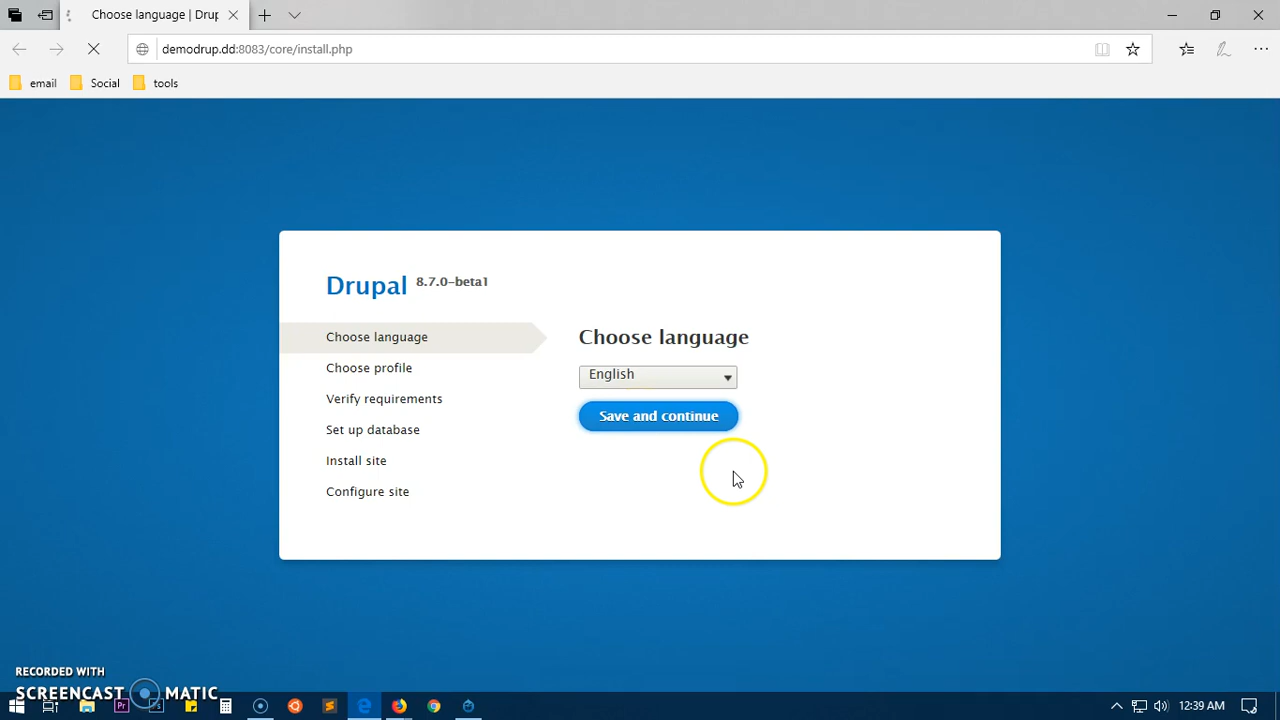 Choose language | Drup
demodrup.dd:8083/core/install.php
email
Social
tools
Drupal 8.7.0-beta1
Choose language
Choose profile
Verify requirements
Set up database
Install site
Configure site
Choose language
English
Save and continue
RECORDED WITH
SCREENCAST MATIC
Pr
12:39 AM